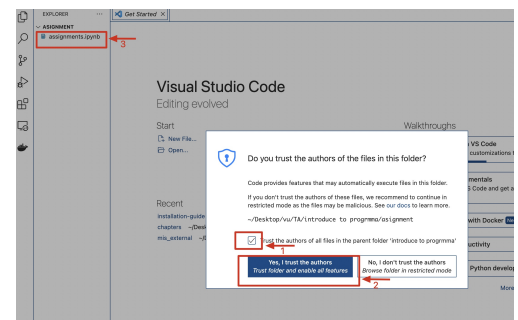 EXPLORER ...
Get Started ×
ASIGNMENT
assignments.ipynb
3
Visual Studio Code
Editing evolved
Start
Walkthroughs
New File...
Open...
VS Code
customizations
Do you trust the authors of the files in this folder?
Code provides features that may automatically execute files in this folder.
If you don't trust the authors of these files, we recommend to continue in
restricted mode as the files may be malicious. See our docs to learn more.
~/Desktop/vu/TA/introduce to progrmma/asignment
Trust the authors of all files in the parent folder 'introduce to progrmma'
1
Yes, I trust the authors
Trust folder and enable all features
No, I don't trust the authors
Browse folder in restricted mode
2
Recent
installation-guide
chapters ~/Desk
mis_external
mentals
S Code and get a
with Docker
uctivity
Python develop
More